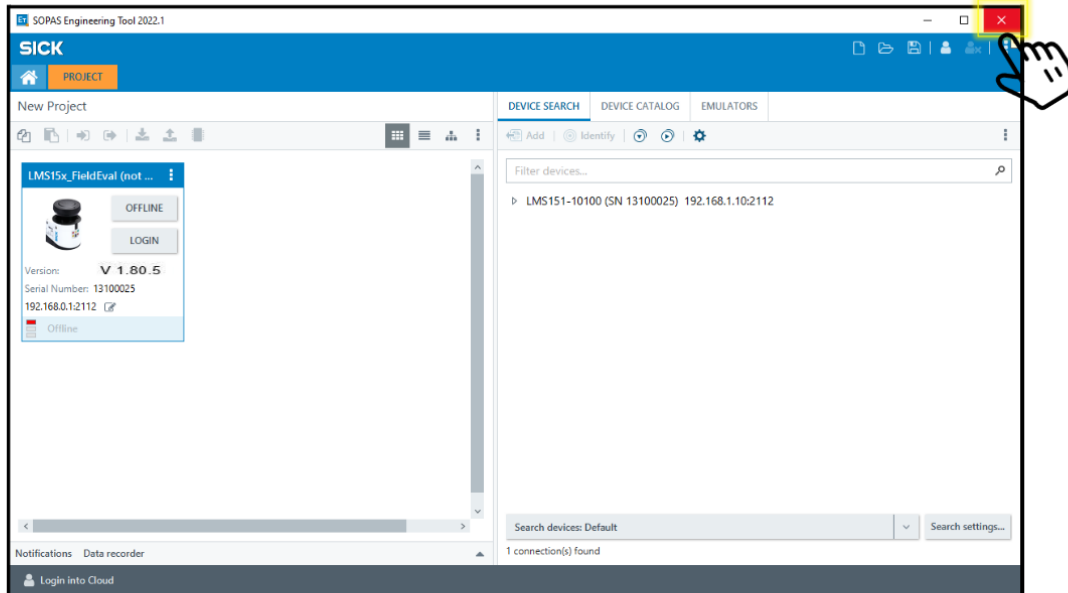 SOPAS Engineering Tool 2022.1
SICK
PROJECT
New Project
LMS15x_FieldEval (not ...
OFFLINE
LOGIN
Version: V 1.80.5
Serial Number: 13100025
192.168.0.1:2112
Offline
Notifications Data recorder
Login into Cloud
DEVICE SEARCH DEVICE CATALOG EMULATORS
Add Identify
Filter devices...
LMS151-10100 (SN 13100025) 192.168.1.10:2112
Search devices: Default
Search settings...
1 connection(s) found